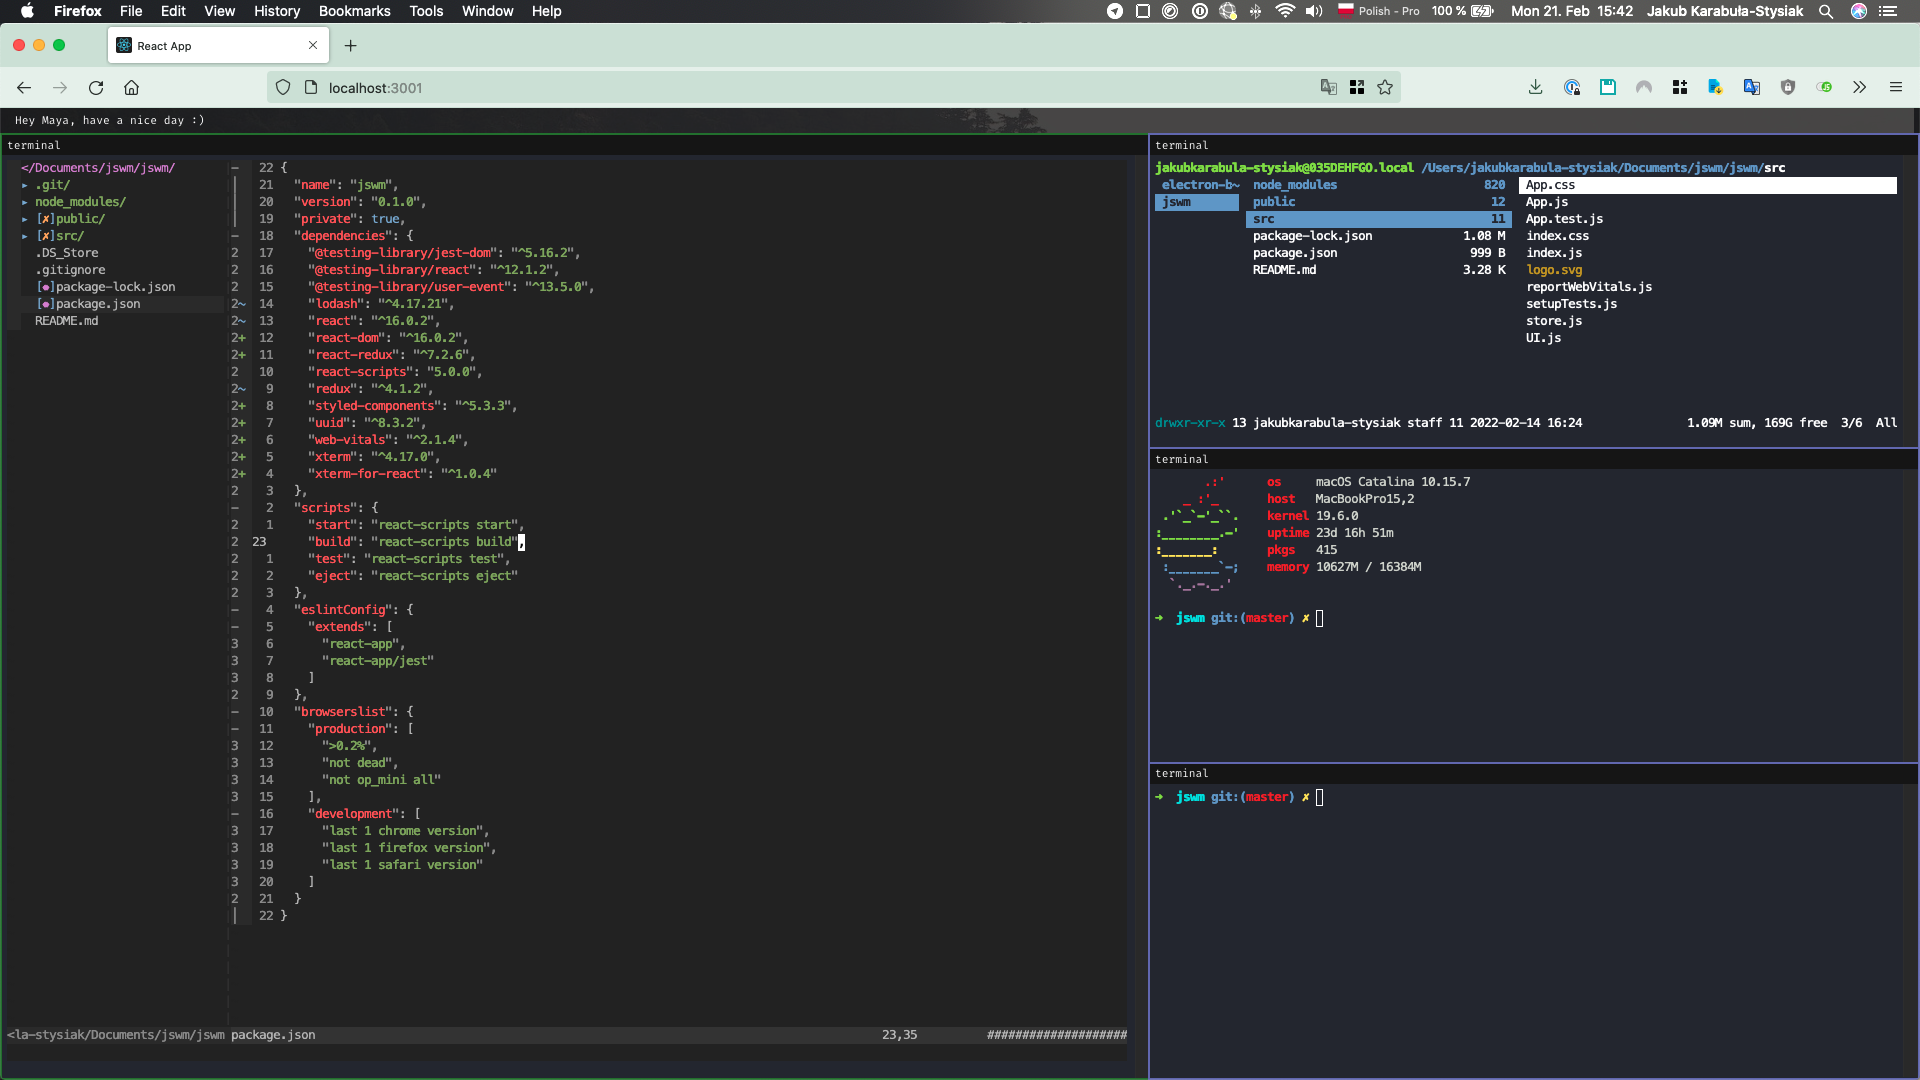 Firefox File Edit View History Bookmarks Tools Window Help
Polish - Pro 100 % Mon 21. Feb 15:42 Jakub Karabuła-Stysiak
React App
localhost:3001
Hey Maya, have a nice day :)
terminal
</Documents/jswm/jswm/
▸ .git/
▸ node_modules/
▸ [✗]public/
▸ [✗]src/
.DS_Store
.gitignore
[●]package-lock.json
[●]package.json
README.md
− 22 {
21 "name": "jswm",
20 "version": "0.1.0",
19 "private": true,
− 18 "dependencies": {
2 17 "@testing-library/jest-dom": "^5.16.2",
2 16 "@testing-library/react": "^12.1.2",
2 15 "@testing-library/user-event": "^13.5.0",
2~ 14 "lodash": "^4.17.21",
2~ 13 "react": "^16.0.2",
2+ 12 "react-dom": "^16.0.2",
2+ 11 "react-redux": "^7.2.6",
2 10 "react-scripts": "5.0.0",
2~ 9 "redux": "^4.1.2",
2+ 8 "styled-components": "^5.3.3",
2+ 7 "uuid": "^8.3.2",
2+ 6 "web-vitals": "^2.1.4",
2+ 5 "xterm": "^4.17.0",
2+ 4 "xterm-for-react": "^1.0.4"
2 3 },
− 2 "scripts": {
2 1 "start": "react-scripts start",
2 23 "build": "react-scripts build",
2 1 "test": "react-scripts test",
2 2 "eject": "react-scripts eject"
2 3 },
− 4 "eslintConfig": {
− 5 "extends": [
3 6 "react-app",
3 7 "react-app/jest"
3 8 ]
2 9 },
− 10 "browserslist": {
− 11 "production": [
3 12 ">0.2%",
3 13 "not dead",
3 14 "not op_mini all"
3 15 ],
− 16 "development": [
3 17 "last 1 chrome version",
3 18 "last 1 firefox version",
3 19 "last 1 safari version"
3 20 ]
2 21 }
22 }
<la-stysiak/Documents/jswm/jswm package.json 23,35 ####################
terminal
jakubkarabula-stysiak@035DEHFGO.local /Users/jakubkarabula-stysiak/Documents/jswm/jswm/src
electron-b~ node_modules 820 App.css
jswm public 12 App.js
src 11 App.test.js
package-lock.json 1.08 M index.css
package.json 999 B index.js
README.md 3.28 K logo.svg
reportWebVitals.js
setupTests.js
store.js
UI.js
drwxr-xr-x 13 jakubkarabula-stysiak staff 11 2022-02-14 16:24 1.09M sum, 169G free 3/6 All
terminal
os macOS Catalina 10.15.7
host MacBookPro15,2
kernel 19.6.0
uptime 23d 16h 51m
pkgs 415
memory 10627M / 16384M
➜ jswm git:(master) ✗
terminal
➜ jswm git:(master) ✗